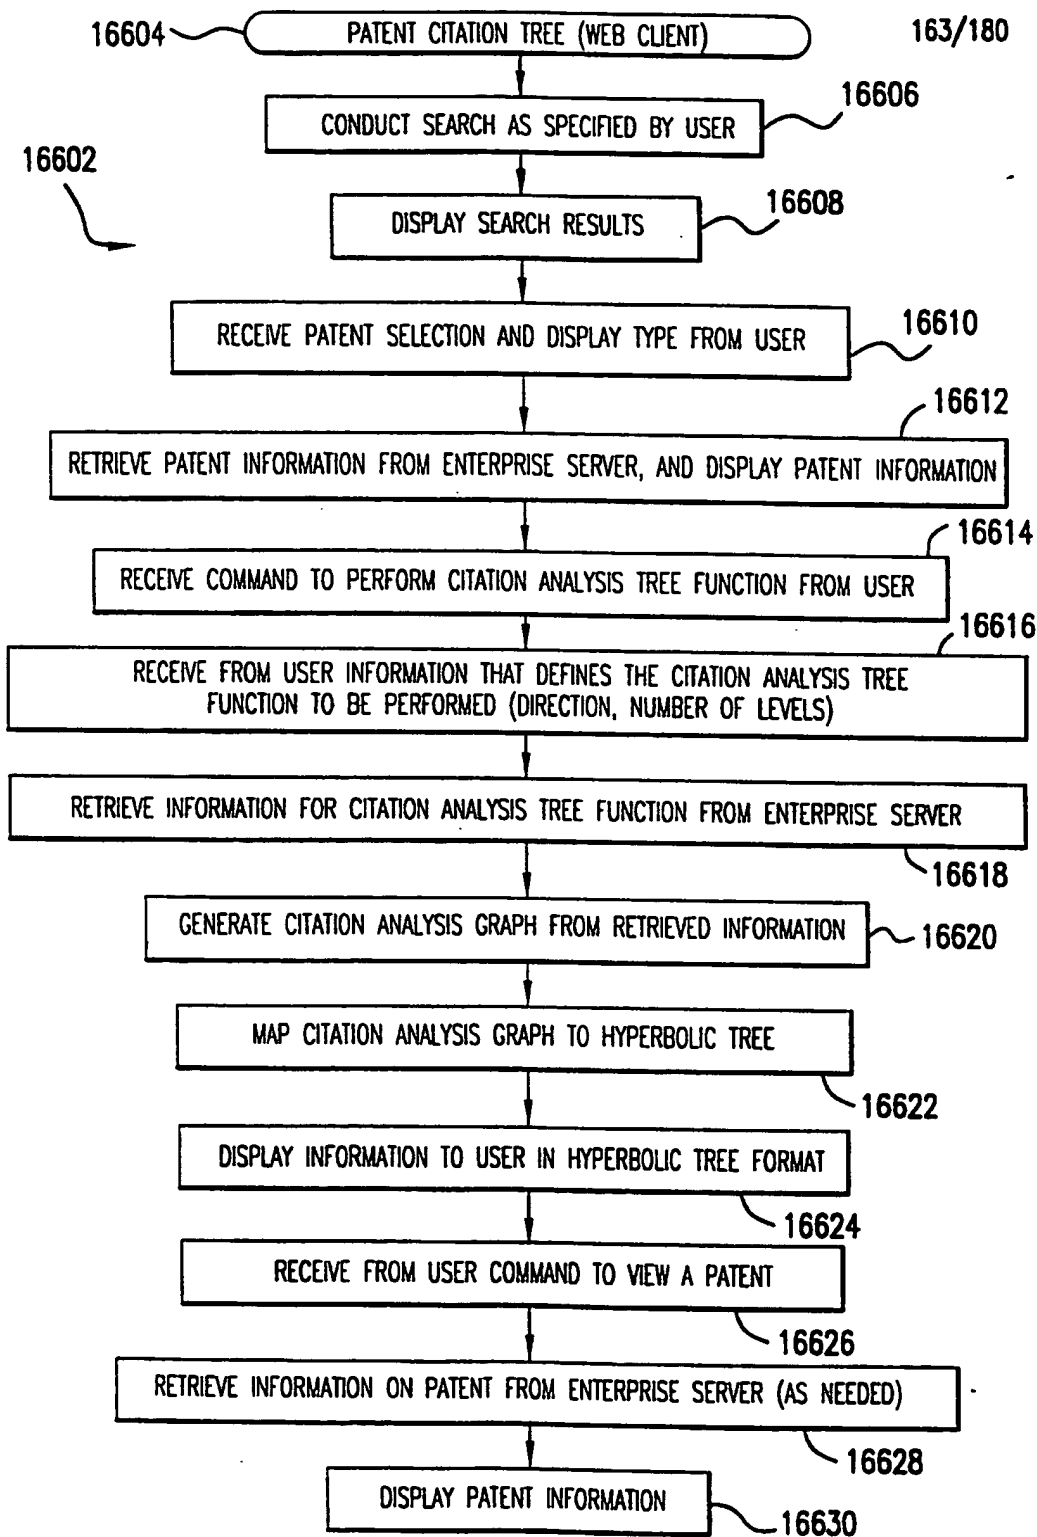 16604
PATENT CITATION TREE (WEB CLIENT)
163/180
16606
CONDUCT SEARCH AS SPECIFIED BY USER
16602
16608
DISPLAY SEARCH RESULTS
16610
RECEIVE PATENT SELECTION AND DISPLAY TYPE FROM USER
16612
RETRIEVE PATENT INFORMATION FROM ENTERPRISE SERVER, AND DISPLAY PATENT INFORMATION
16614
RECEIVE COMMAND TO PERFORM CITATION ANALYSIS TREE FUNCTION FROM USER
16616
RECEIVE FROM USER INFORMATION THAT DEFINES THE CITATION ANALYSIS TREE
FUNCTION TO BE PERFORMED (DIRECTION, NUMBER OF LEVELS)
RETRIEVE INFORMATION FOR CITATION ANALYSIS TREE FUNCTION FROM ENTERPRISE SERVER
16618
GENERATE CITATION ANALYSIS GRAPH FROM RETRIEVED INFORMATION
16620
MAP CITATION ANALYSIS GRAPH TO HYPERBOLIC TREE
16622
DISPLAY INFORMATION TO USER IN HYPERBOLIC TREE FORMAT
16624
RECEIVE FROM USER COMMAND TO VIEW A PATENT
16626
RETRIEVE INFORMATION ON PATENT FROM ENTERPRISE SERVER (AS NEEDED)
16628
DISPLAY PATENT INFORMATION
16630